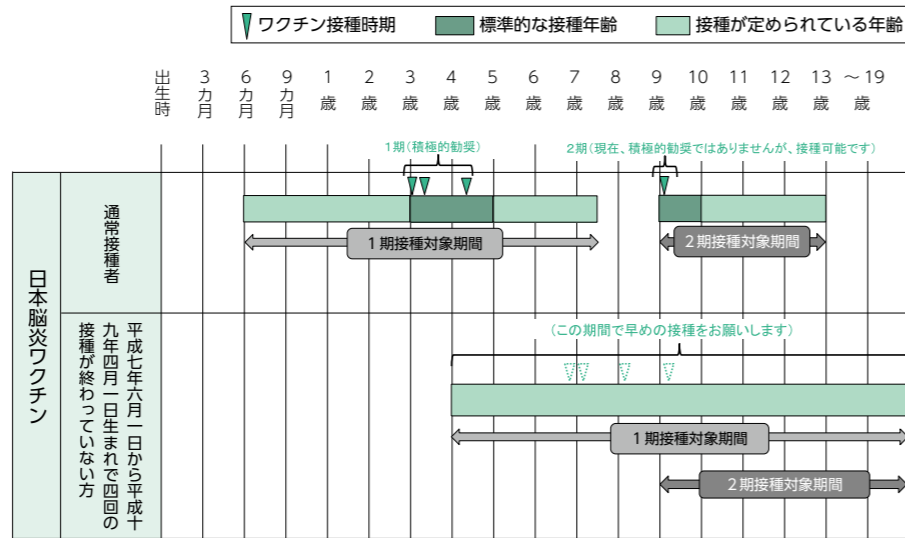 ワクチン接種時期 標準的な接種年齢 接種が定められている年齢
出生時 3カ月 6カ月 9カ月 1歳 2歳 3歳 4歳 5歳 6歳 7歳 8歳 9歳 10歳 11歳 12歳 13歳 ～19歳
1期(積極的勧奨)
2期(現在、積極的勧奨ではありませんが、接種可能です)
日本脳炎ワクチン
通常接種者
1期接種対象期間
2期接種対象期間
平成七年六月一日から平成十
九年四月一日生まれで四回の
接種が終わっていない方
(この期間で早めの接種をお願いします)
1期接種対象期間
2期接種対象期間